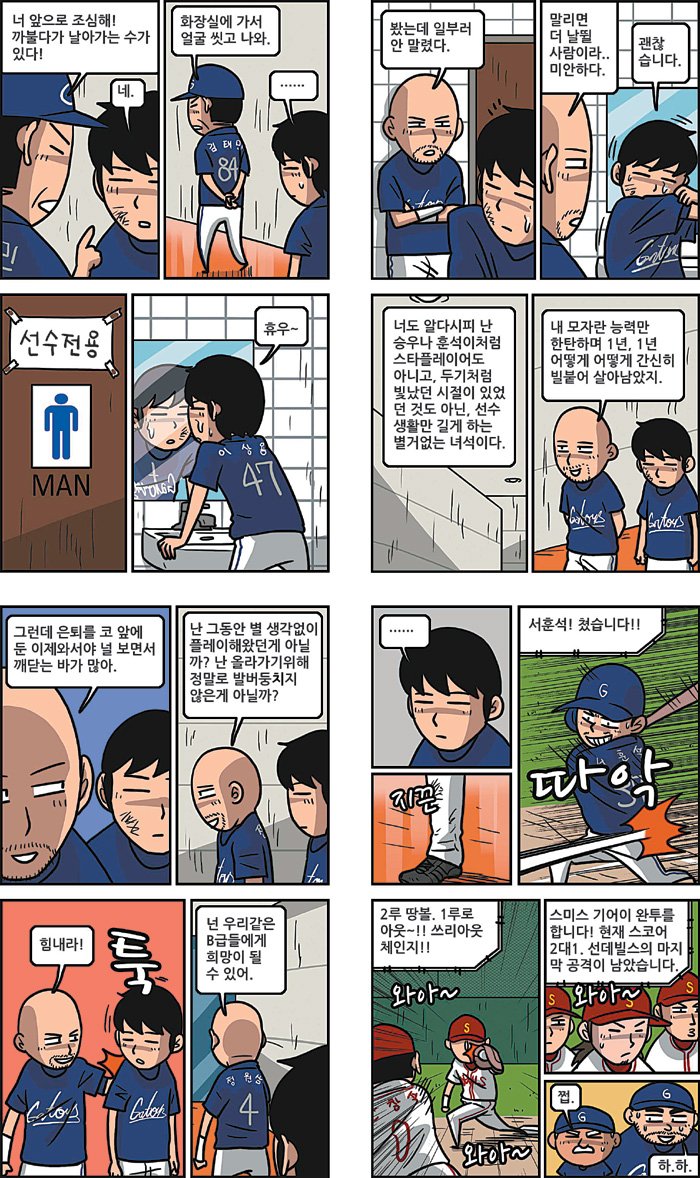 너 앞으로 조심해!
까불다가 날아가는 수가
있다!
네.
G
민
화장실에 가서
얼굴 씻고 나와.
......
84
봤는데 일부러
안 말렸다.
말리면
더 날뛸
사람이라..
미안하다.
괜찮
습니다.
Gators
선수전용
MAN
휴우~
이상용
47
너도 알다시피 난
승우나 훈석이처럼
스타플레이어도
아니고, 두기처럼
빛났던 시절이 있었
던 것도 아닌, 선수
생활만 길게 하는
별거없는 녀석이다.
내 모자란 능력만
한탄하며 1년, 1년
어떻게 어떻게 간신히
빌붙어 살아남았지.
Gators
Gators
그런데 은퇴를 코 앞에
둔 이제와서야 널 보면서
깨닫는 바가 많아.
난 그동안 별 생각없이
플레이해왔던게 아닐
까? 난 올라가기위해
정말로 발버둥치지
않은게 아닐까?
......
지끈
서훈석! 쳤습니다!!
G
따악
힘내라!
툭
Gators
Gators
넌 우리같은
B급들에게
희망이 될
수 있어.
정원상
4
2루 땅볼. 1루로
아웃~!! 쓰리아웃
체인지!!
와아~
S
와아~
스미스 기어이 완투를
합니다! 현재 스코어
2대1. 선데빌스의 마지
막 공격이 남았습니다.
와아~
S
S
S
쩝.
G
G
하.하.